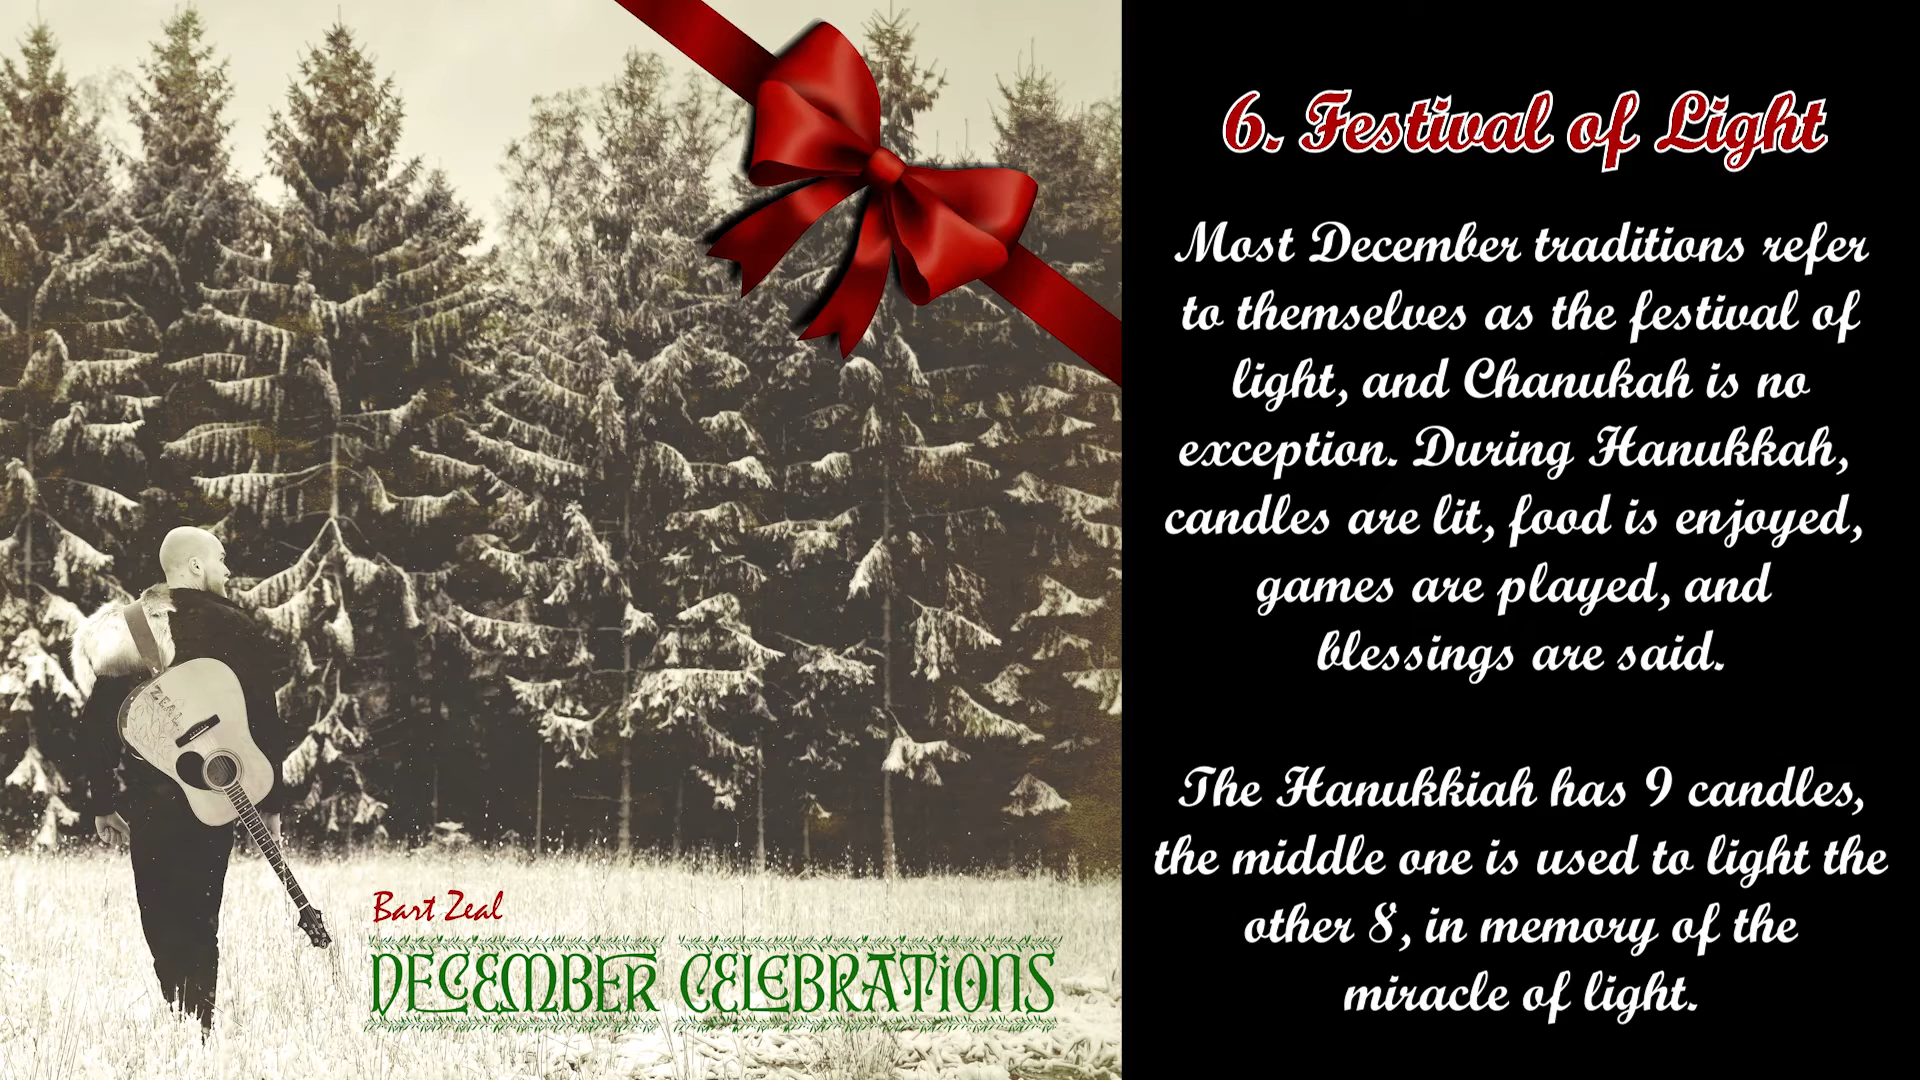 6. Festival of Light
Most December traditions refer
to themselves as the festival of
light, and Chanukah is no
exception. During Hanukkah,
candles are lit, food is enjoyed,
games are played, and
blessings are said.
The Hanukkiah has 9 candles,
the middle one is used to light the
other 8, in memory of the
miracle of light.
ZEAL
Bart Zeal
DECEMBER CELEBRATIONS